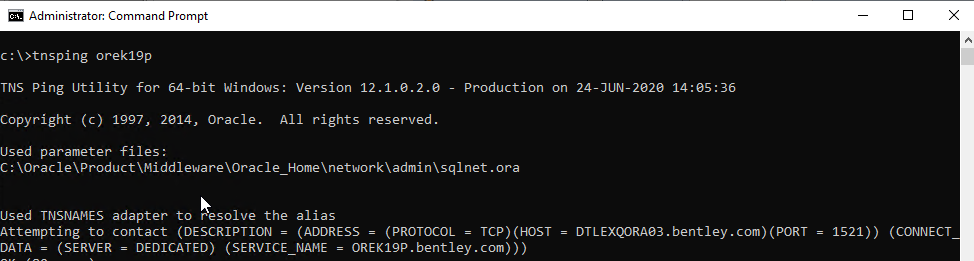 Administrator: Command Prompt
c:\>tnsping orek19p
TNS Ping Utility for 64-bit Windows: Version 12.1.0.2.0 - Production on 24-JUN-2020 14:05:36
Copyright (c) 1997, 2014, Oracle.  All rights reserved.
Used parameter files:
C:\Oracle\Product\Middleware\Oracle_Home\network\admin\sqlnet.ora
Used TNSNAMES adapter to resolve the alias
Attempting to contact (DESCRIPTION = (ADDRESS = (PROTOCOL = TCP)(HOST = DTLEXQORA03.bentley.com)(PORT = 1521)) (CONNECT_
DATA = (SERVER = DEDICATED) (SERVICE_NAME = OREK19P.bentley.com)))